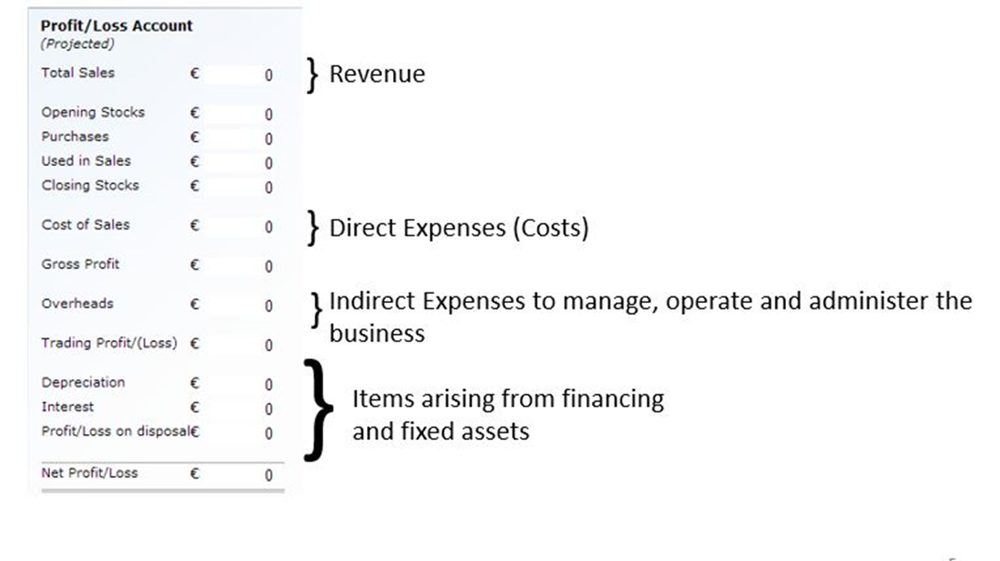 Profit/Loss Account
(Projected)
Total Sales € 0 } Revenue
Opening Stocks € 0
Purchases € 0
Used in Sales € 0
Closing Stocks € 0
Cost of Sales € 0 } Direct Expenses (Costs)
Gross Profit € 0
Overheads € 0 } Indirect Expenses to manage, operate and administer the
business
Trading Profit/(Loss) € 0
Depreciation € 0
Interest € 0
Profit/Loss on disposal€ 0
} Items arising from financing
and fixed assets
Net Profit/Loss € 0